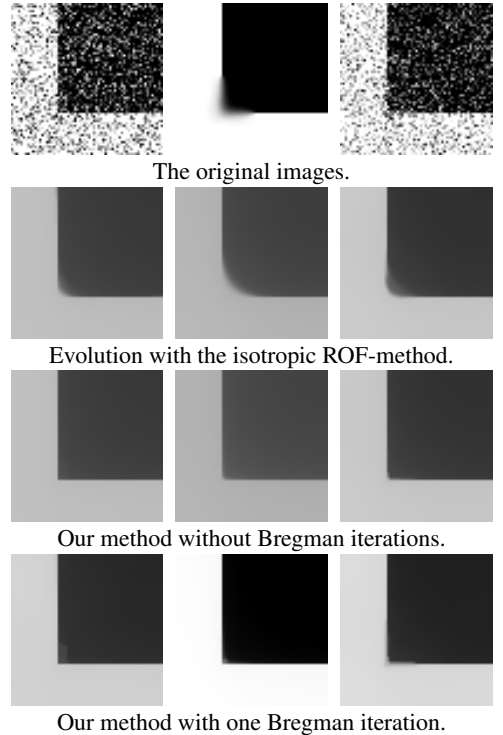 The original images.
Evolution with the isotropic ROF-method.
Our method without Bregman iterations.
Our method with one Bregman iteration.